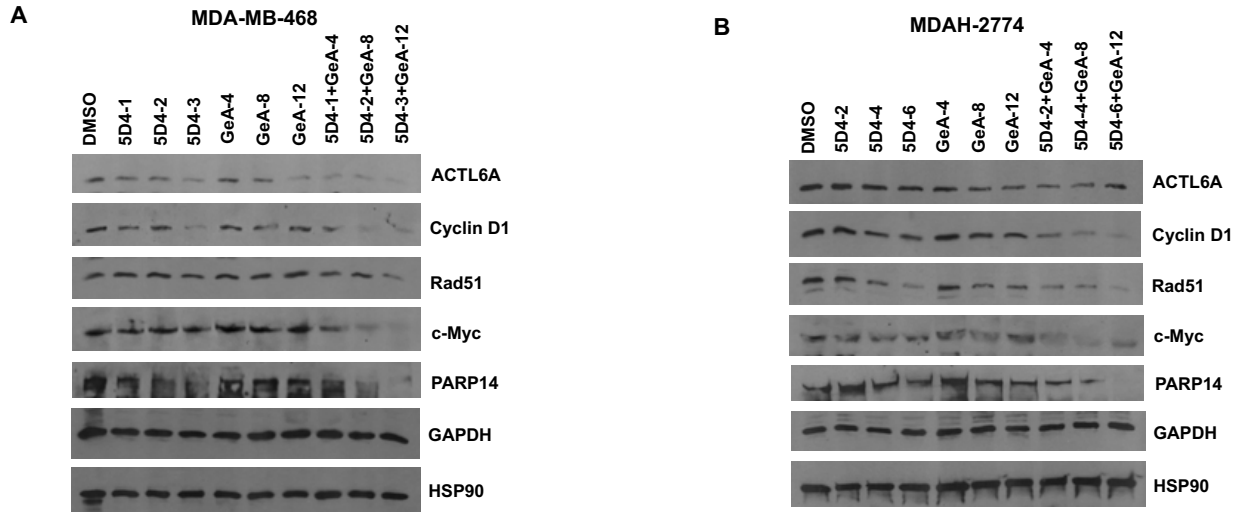 A
MDA-MB-468
DMSO
5D4-1
5D4-2
5D4-3
GeA-4
GeA-8
GeA-12
5D4-1+GeA-4
5D4-2+GeA-8
5D4-3+GeA-12
ACTL6A
Cyclin D1
Rad51
c-Myc
PARP14
GAPDH
HSP90
B
MDAH-2774
DMSO
5D4-2
5D4-4
5D4-6
GeA-4
GeA-8
GeA-12
5D4-2+GeA-4
5D4-4+GeA-8
5D4-6+GeA-12
ACTL6A
Cyclin D1
Rad51
c-Myc
PARP14
GAPDH
HSP90